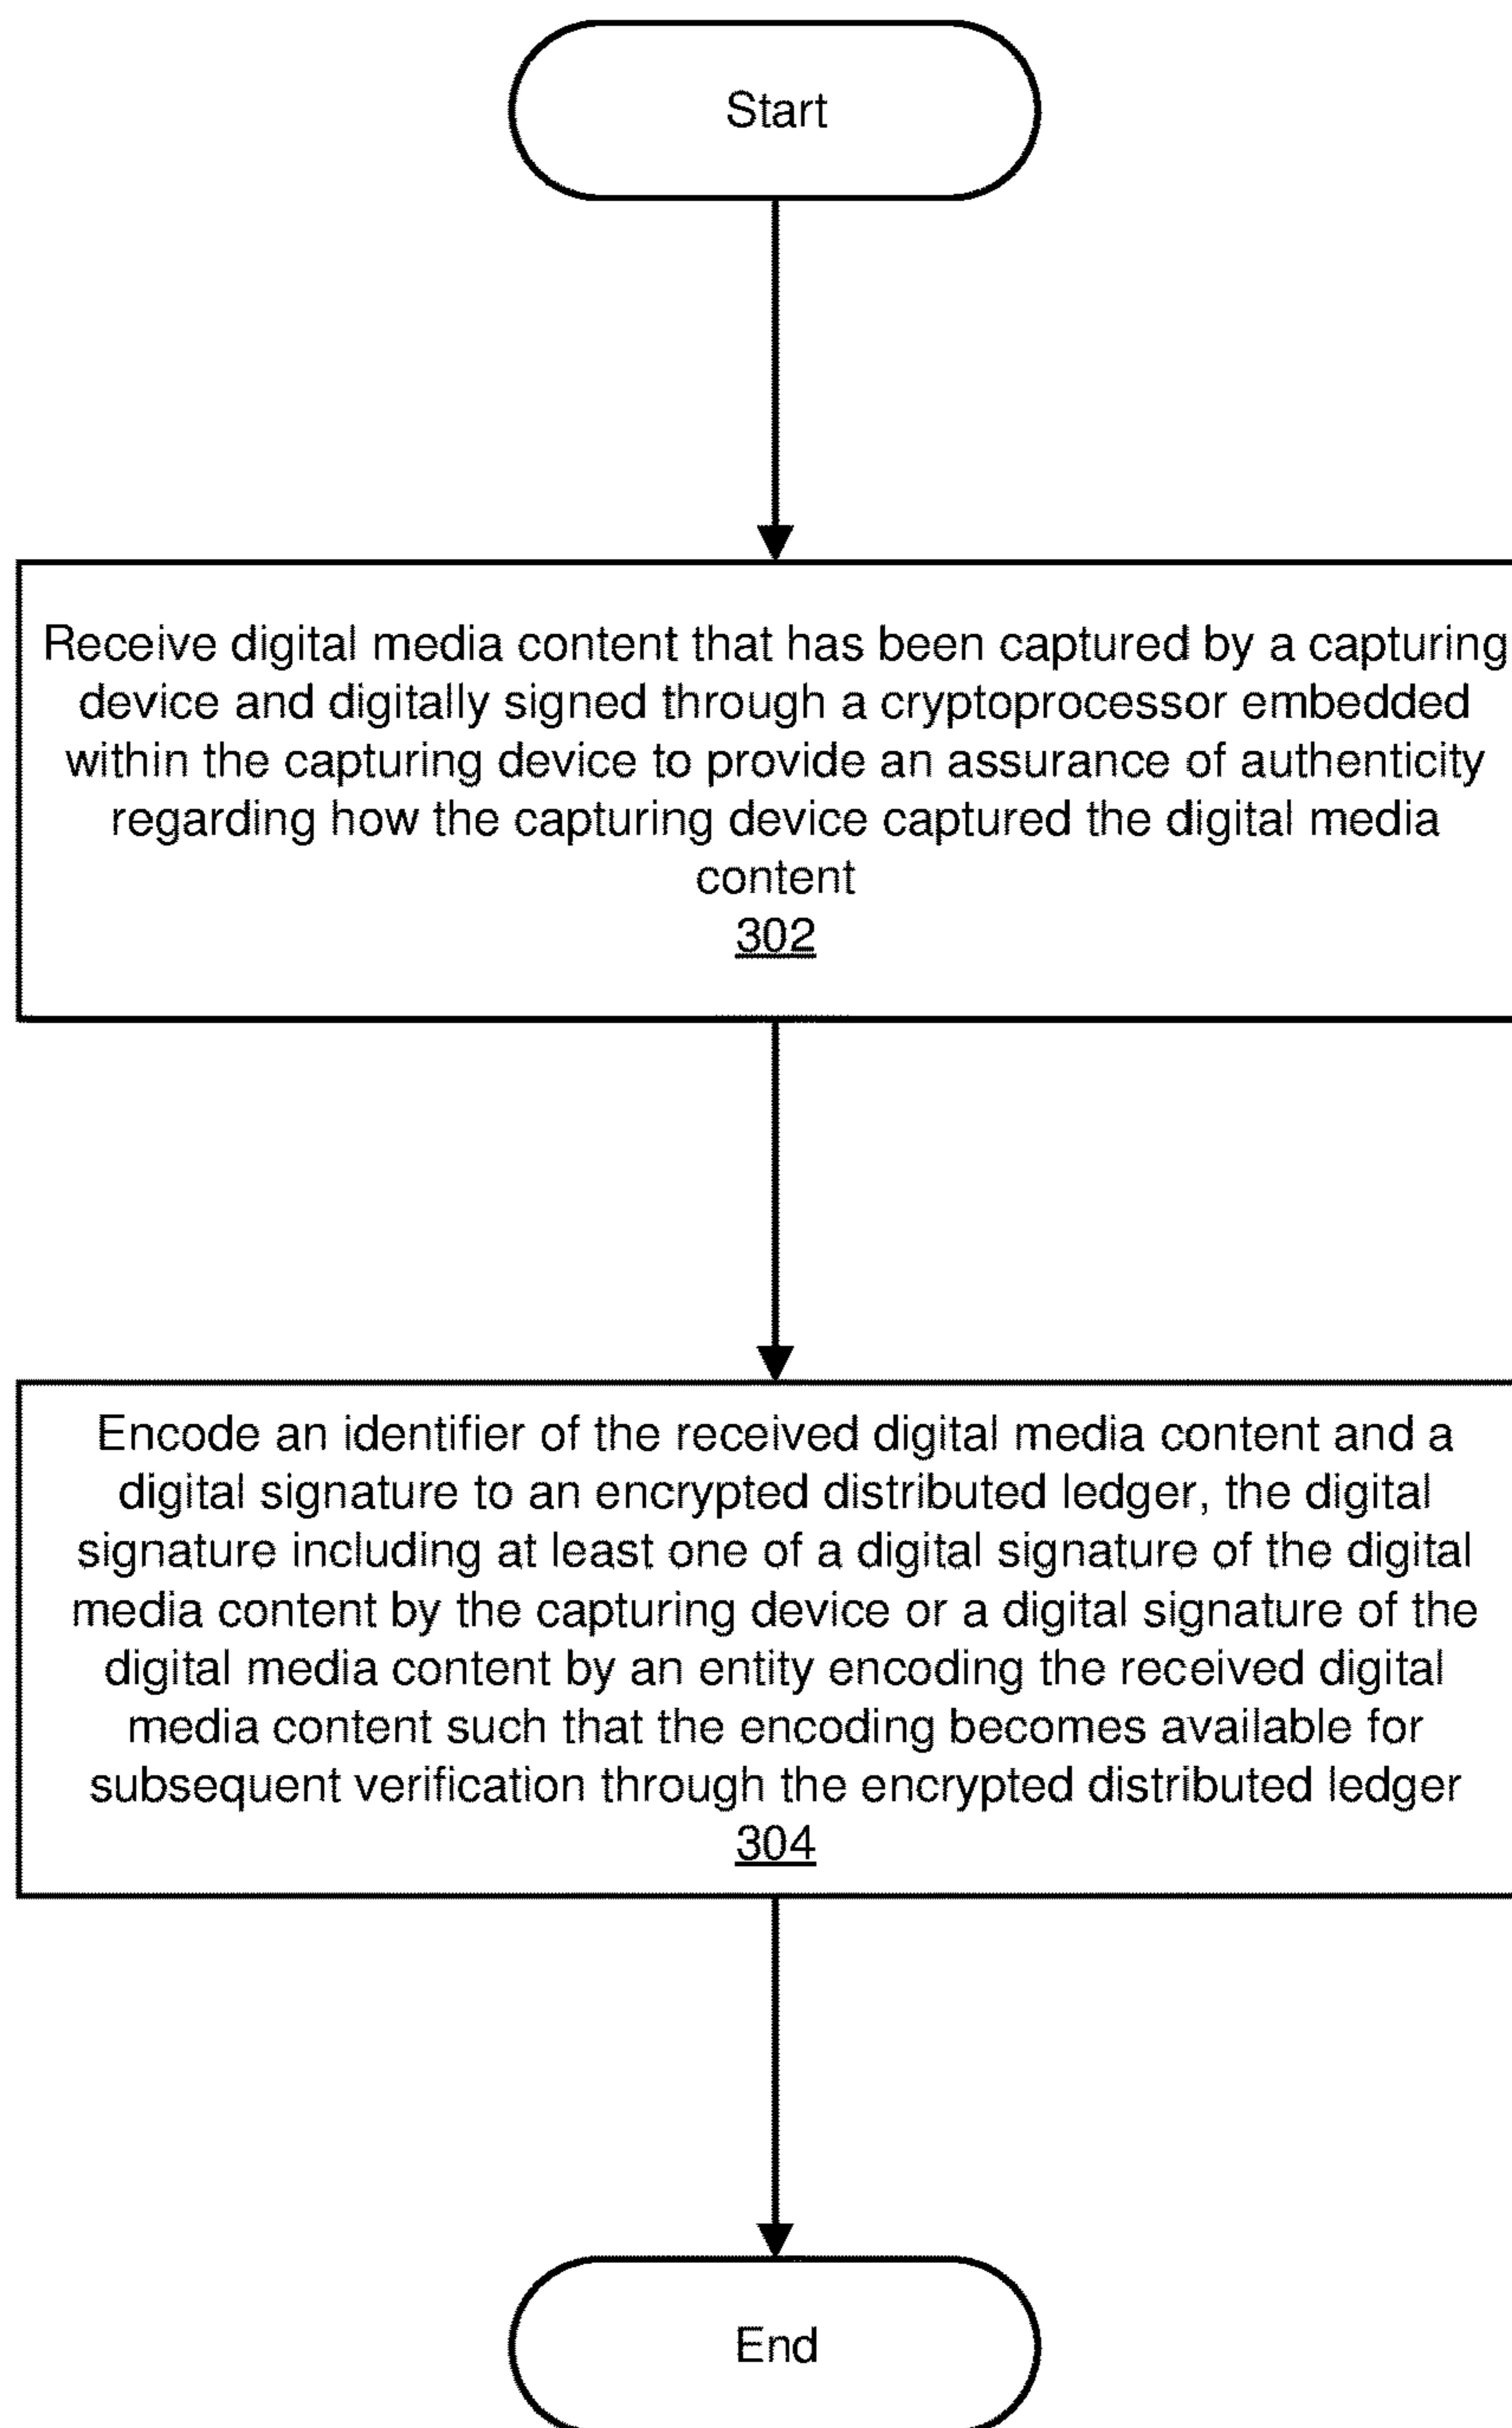 Start
Receive digital media content that has been captured by a capturing
device and digitally signed through a cryptoprocessor embedded
within the capturing device to provide an assurance of authenticity
regarding how the capturing device captured the digital media
content
302
Encode an identifier of the received digital media content and a
digital signature to an encrypted distributed ledger, the digital
signature including at least one of a digital signature of the digital
media content by the capturing device or a digital signature of the
digital media content by an entity encoding the received digital
media content such that the encoding becomes available for
subsequent verification through the encrypted distributed ledger
304
End